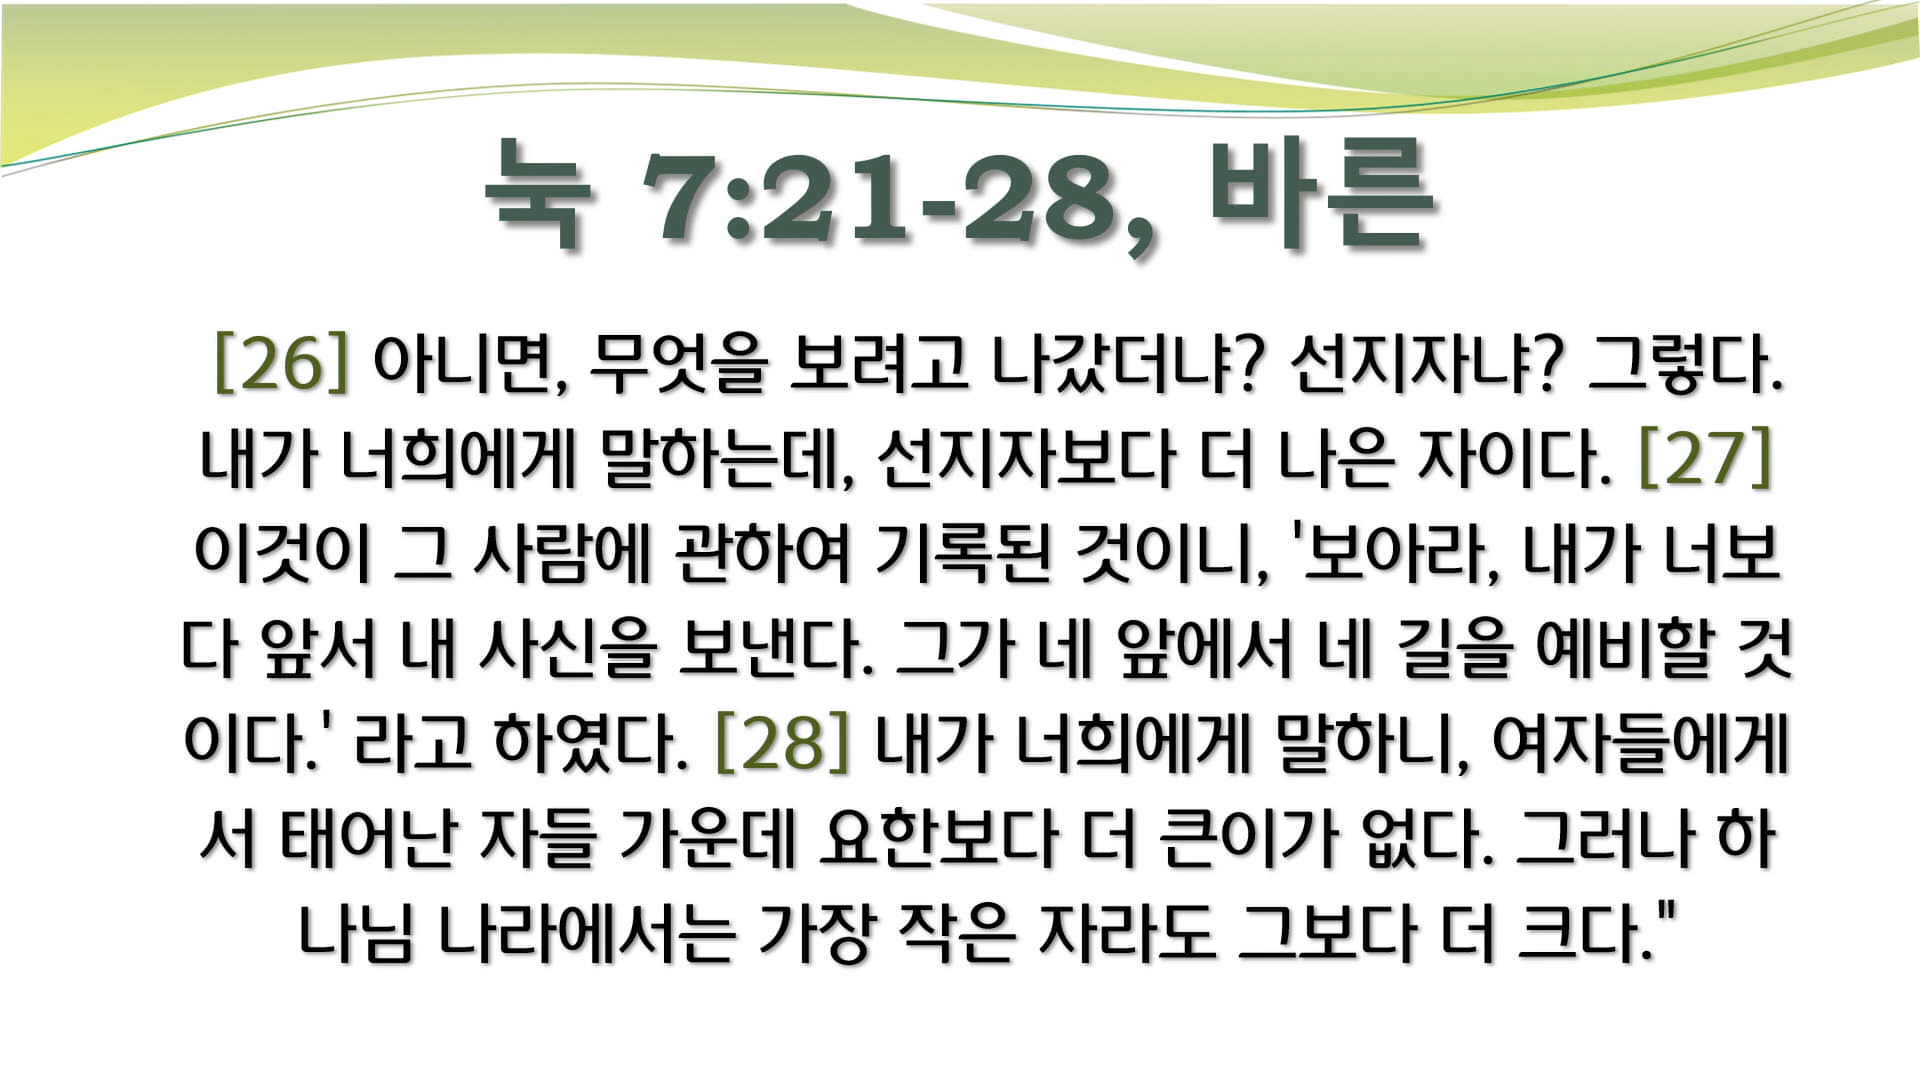 눅 7:21-28, 바른
[26] 아니면, 무엇을 보려고 나갔더냐? 선지자냐? 그렇다.
내가 너희에게 말하는데, 선지자보다 더 나은 자이다. [27]
이것이 그 사람에 관하여 기록된 것이니, '보아라, 내가 너보
다 앞서 내 사신을 보낸다. 그가 네 앞에서 네 길을 예비할 것
이다.' 라고 하였다. [28] 내가 너희에게 말하니, 여자들에게
서 태어난 자들 가운데 요한보다 더 큰이가 없다. 그러나 하
나님 나라에서는 가장 작은 자라도 그보다 더 크다."